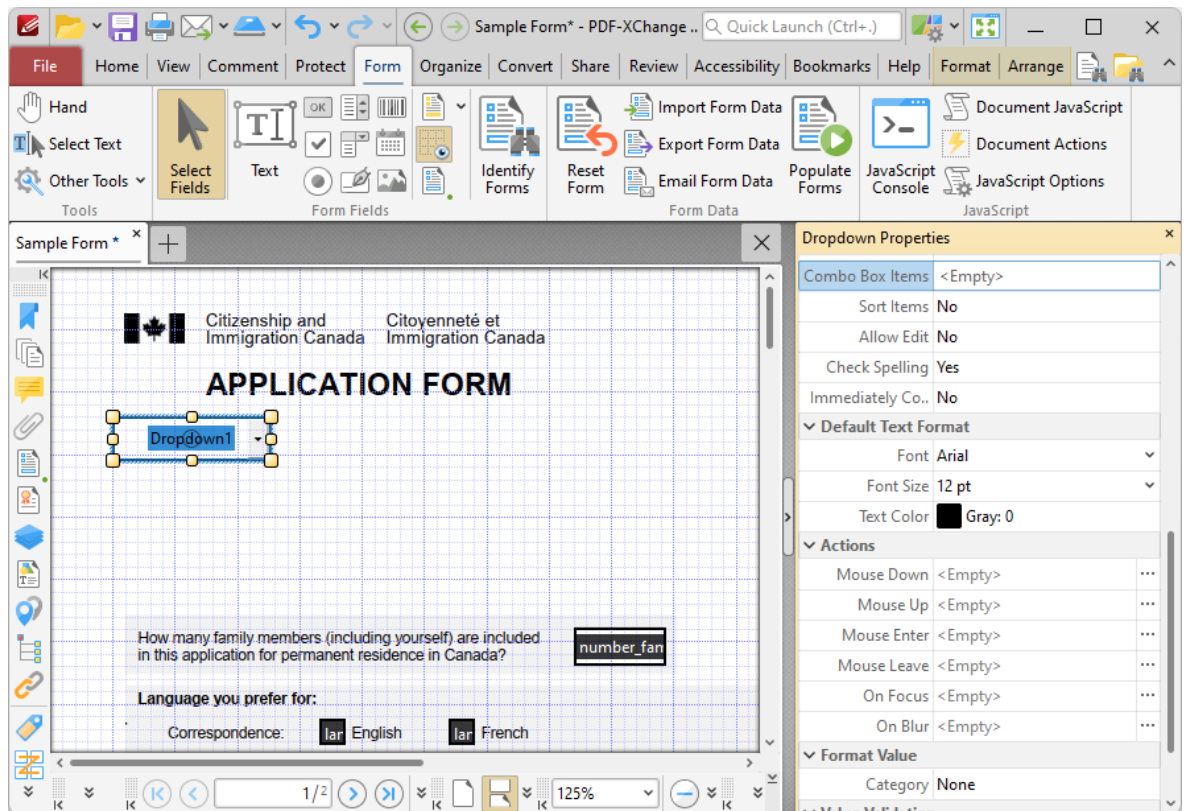 Sample Form* - PDF-XChange ..
Quick Launch (Ctrl+.)
File Home View Comment Protect Form Organize Convert Share Review Accessibility Bookmarks Help Format Arrange
Hand
Select Text
Other Tools
Tools
Select Fields
Text
OK
Form Fields
Identify Forms
Reset Form
Import Form Data
Export Form Data
Email Form Data
Populate Forms
Form Data
JavaScript Console
Document JavaScript
Document Actions
JavaScript Options
JavaScript
Sample Form *
Citizenship and Immigration Canada
Citoyenneté et Immigration Canada
APPLICATION FORM
Dropdown1
How many family members (including yourself) are included
in this application for permanent residence in Canada?
number_fan
Language you prefer for:
Correspondence: lar English lar French
1/2
125%
Dropdown Properties
Combo Box Items <Empty>
Sort Items No
Allow Edit No
Check Spelling Yes
Immediately Co.. No
Default Text Format
Font Arial
Font Size 12 pt
Text Color Gray: 0
Actions
Mouse Down <Empty> ...
Mouse Up <Empty> ...
Mouse Enter <Empty> ...
Mouse Leave <Empty> ...
On Focus <Empty> ...
On Blur <Empty> ...
Format Value
Category None